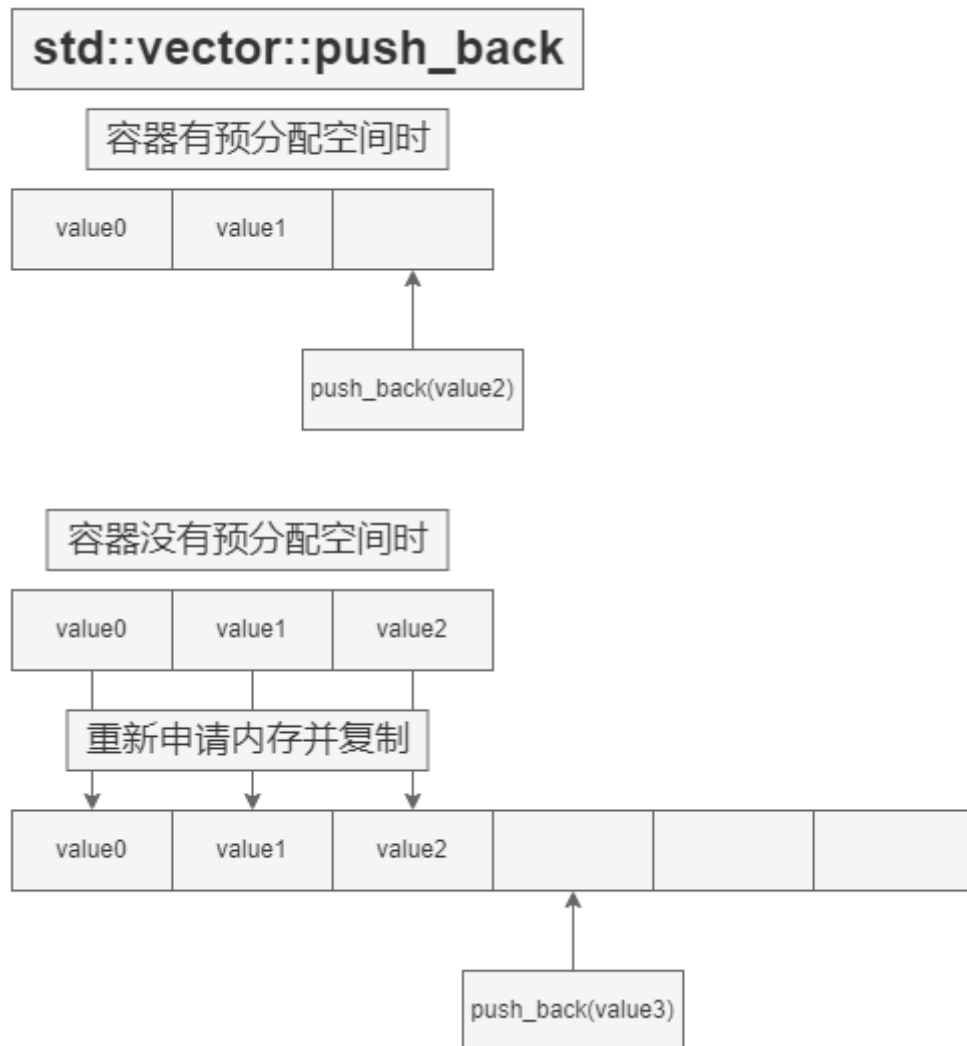 std::vector::push_back
容器有预分配空间时
value0 value1
push_back(value2)
容器没有预分配空间时
value0 value1 value2
重新申请内存并复制
value0 value1 value2
push_back(value3)